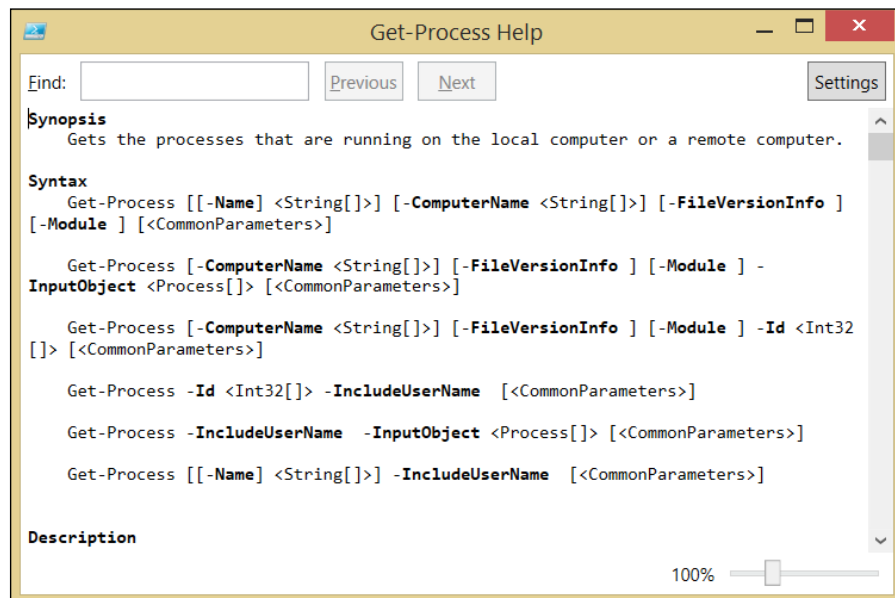 Get-Process Help
Find:
Previous
Next
Settings
Synopsis
Gets the processes that are running on the local computer or a remote computer.
Syntax
Get-Process [[-Name] <String[]>] [-ComputerName <String[]>] [-FileVersionInfo ]
[-Module ] [<CommonParameters>]
Get-Process [-ComputerName <String[]>] [-FileVersionInfo ] [-Module ] -
InputObject <Process[]> [<CommonParameters>]
Get-Process [-ComputerName <String[]>] [-FileVersionInfo ] [-Module ] -Id <Int32
[]> [<CommonParameters>]
Get-Process -Id <Int32[]> -IncludeUserName  [<CommonParameters>]
Get-Process -IncludeUserName  -InputObject <Process[]> [<CommonParameters>]
Get-Process [[-Name] <String[]>] -IncludeUserName  [<CommonParameters>]
Description
100%